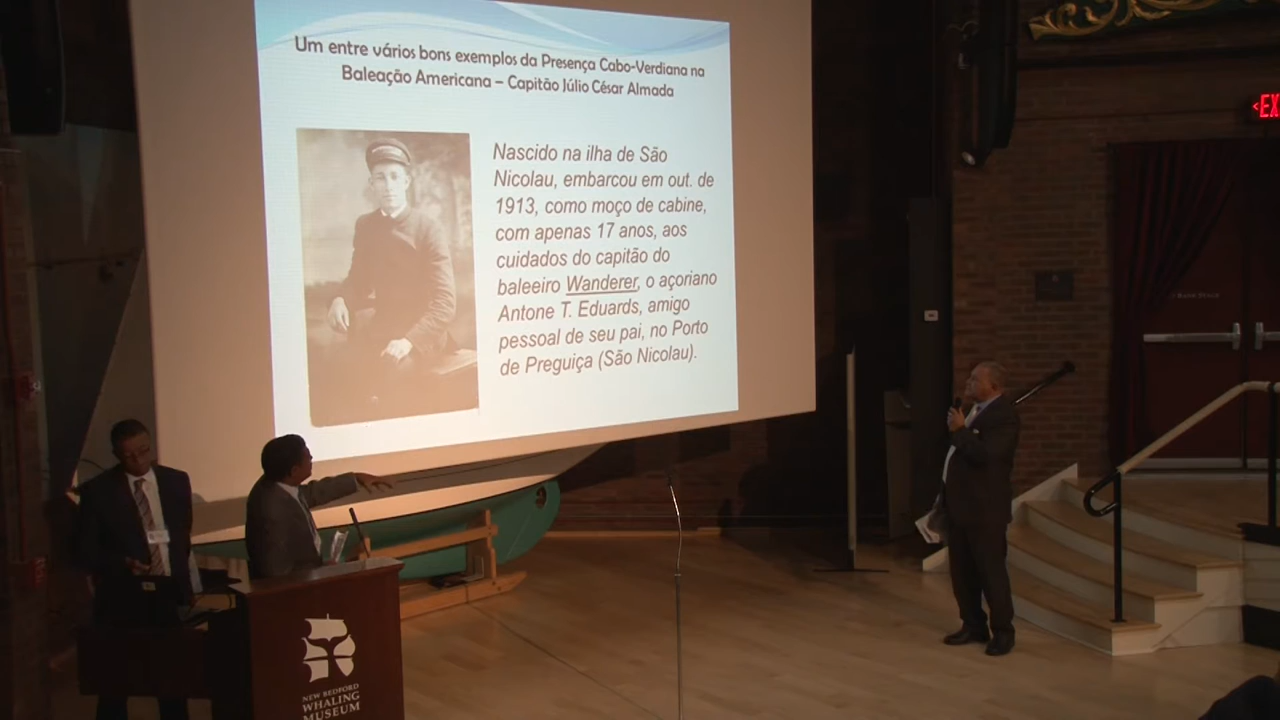 Um entre vários bons exemplos da Presença Cabo-Verdiana na
Baleação Americana – Capitão Júlio César Almada
Nascido na ilha de São
Nicolau, embarcou em out. de
1913, como moço de cabine,
com apenas 17 anos, aos
cuidados do capitão do
baleeiro Wanderer, o açoriano
Antone T. Eduards, amigo
pessoal de seu pai, no Porto
de Preguiça (São Nicolau).
EX
NEW BEDFORD
WHALING
MUSEUM